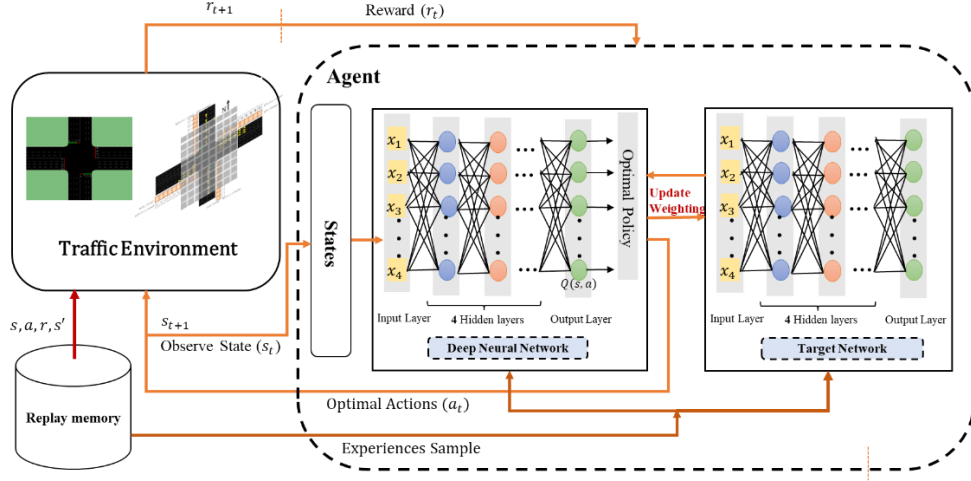 r_{t+1}
Reward (r_t)
Agent
Traffic Environment
N
States
x_1
x_2
x_3
x_4
Q(s,a)
Optimal Policy
Input Layer
4 Hidden layers
Output Layer
Deep Neural Network
Update
Weighting
x_1
x_2
x_3
x_4
Input Layer
4 Hidden layers
Output Layer
Target Network
s,a,r,s′
s_{t+1}
Observe State (s_t)
Replay memory
Optimal Actions (a_t)
Experiences Sample